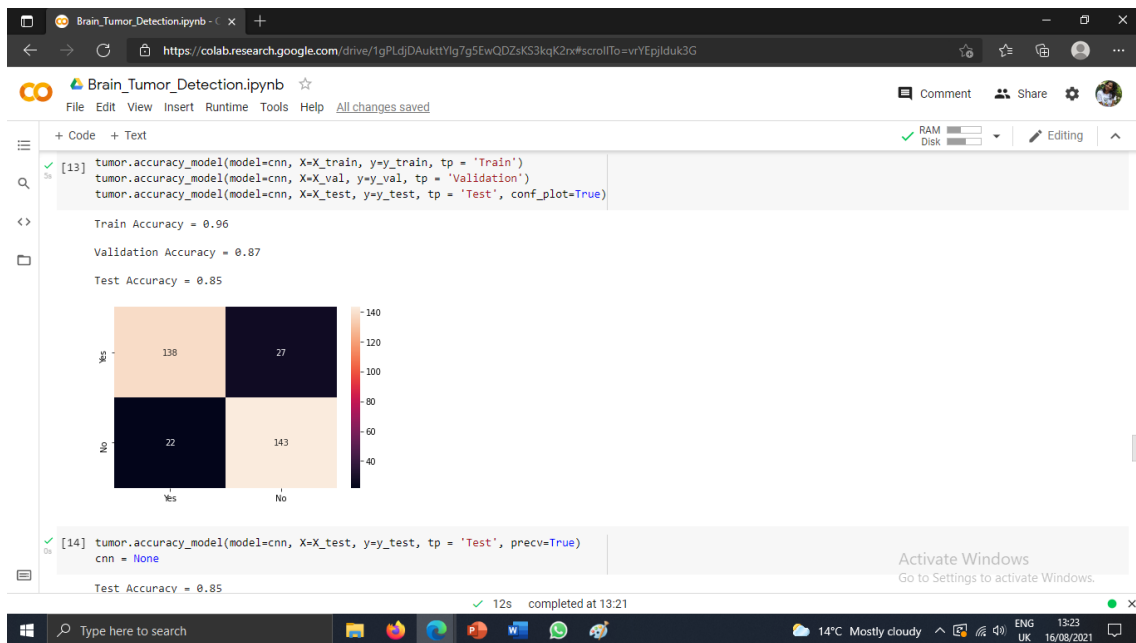 Brain_Tumor_Detection.ipynb - C
https://colab.research.google.com/drive/1gPLdjDAukttYlg7g5EwQDZsKS3kqK2rx#scrollTo=vrYEpjlduk3G
Brain_Tumor_Detection.ipynb
File Edit View Insert Runtime Tools Help All changes saved
Comment Share
+ Code + Text
RAM
Disk
Editing
[13] tumor.accuracy_model(model=cnn, X=X_train, y=y_train, tp = 'Train')
5s
tumor.accuracy_model(model=cnn, X=X_val, y=y_val, tp = 'Validation')
tumor.accuracy_model(model=cnn, X=X_test, y=y_test, tp = 'Test', conf_plot=True)
Train Accuracy = 0.96
Validation Accuracy = 0.87
Test Accuracy = 0.85
140
120
100
80
60
40
Yes 138 27
No 22 143
Yes No
[14] tumor.accuracy_model(model=cnn, X=X_test, y=y_test, tp = 'Test', precv=True)
0s
cnn = None
Test Accuracy = 0.85
Activate Windows
Go to Settings to activate Windows.
12s completed at 13:21
Type here to search
14°C Mostly cloudy
ENG
UK
13:23
16/08/2021